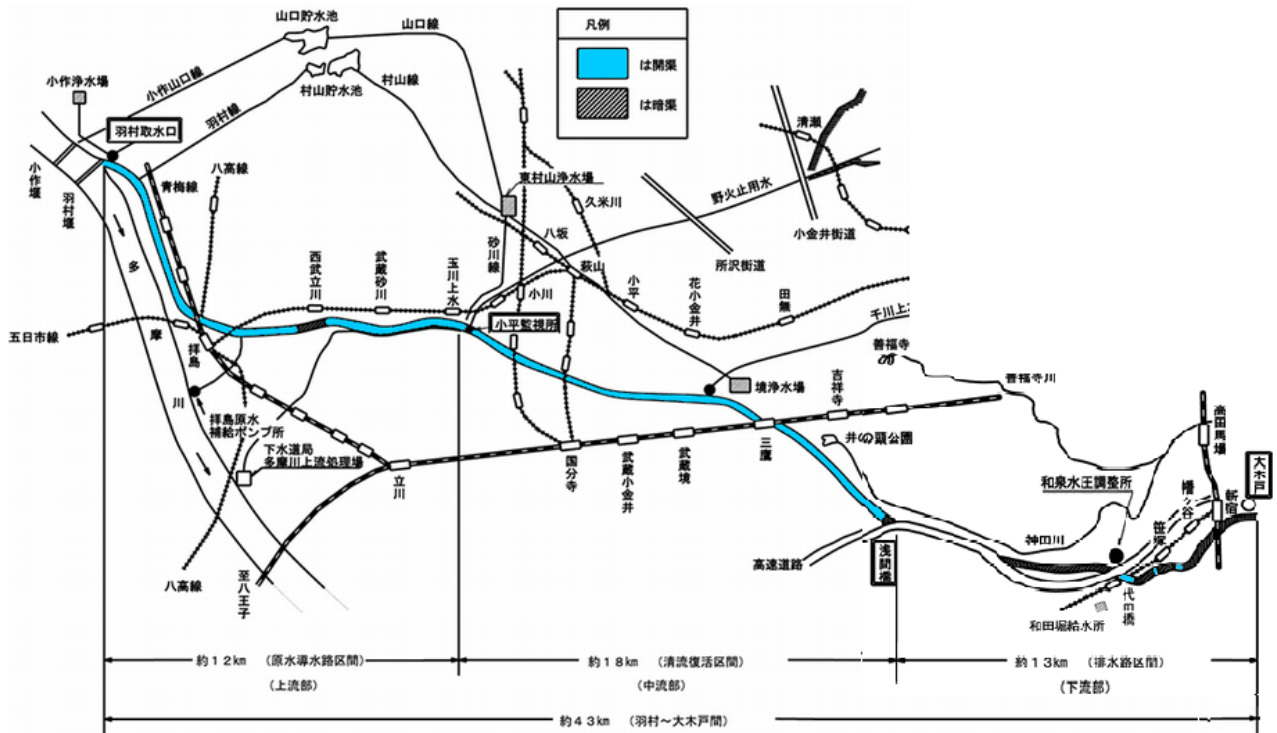 山口貯水池
山口線
小作浄水場
小作山口線
村山貯水池
村山線
羽村線
凡例
は開渠
は暗渠
羽村取水口
小作堰
羽村堰
青梅線
八高線
東村山浄水場
久米川
清瀬
野火止用水
小金井街道
所沢街道
多摩川
西武立川
武蔵砂川
玉川上水
砂川線
八坂
萩山
小川
小平
花小金井
田無
千川上
小平監視所
五日市線
拝島
拝島原水
補給ポンプ所
下水道局
多摩川上流処理場
立川
八高線
至八王子
国分寺
武蔵小金井
武蔵境
境浄水場
三鷹
吉祥寺
善福寺
善福寺川
井の頭公園
高田馬場
大木戸
新宿
幡ヶ谷
笹塚
和泉水圧調整所
神田川
高速道路
浅間橋
代田橋
和田堀給水所
約12km (原水導水路区間)
(上流部)
約18km (清流復活区間)
(中流部)
約13km (排水路区間)
(下流部)
約43km (羽村～大木戸間)